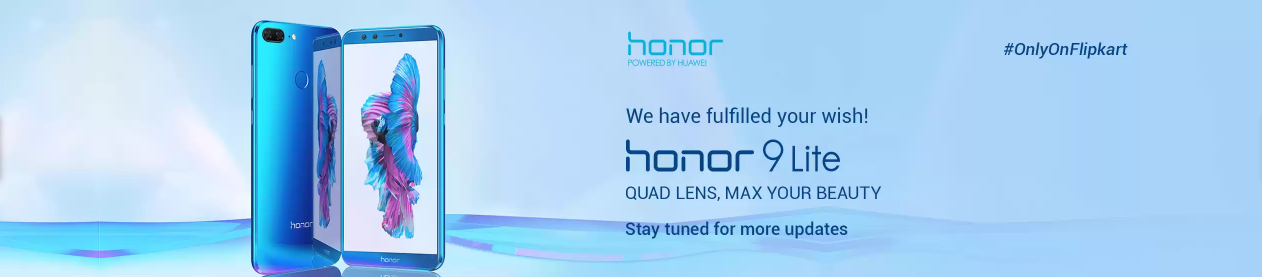 honor
POWERED BY HUAWEI
#OnlyOnFlipkart
We have fulfilled your wish!
honor 9 Lite
QUAD LENS, MAX YOUR BEAUTY
Stay tuned for more updates
honor
honor